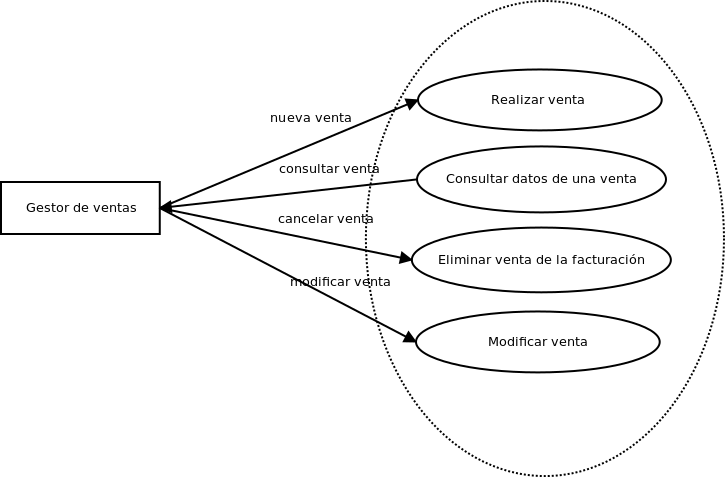 Realizar venta
nueva venta
consultar venta
Consultar datos de una venta
Gestor de ventas
cancelar venta
Eliminar venta de la facturación
modificar venta
Modificar venta